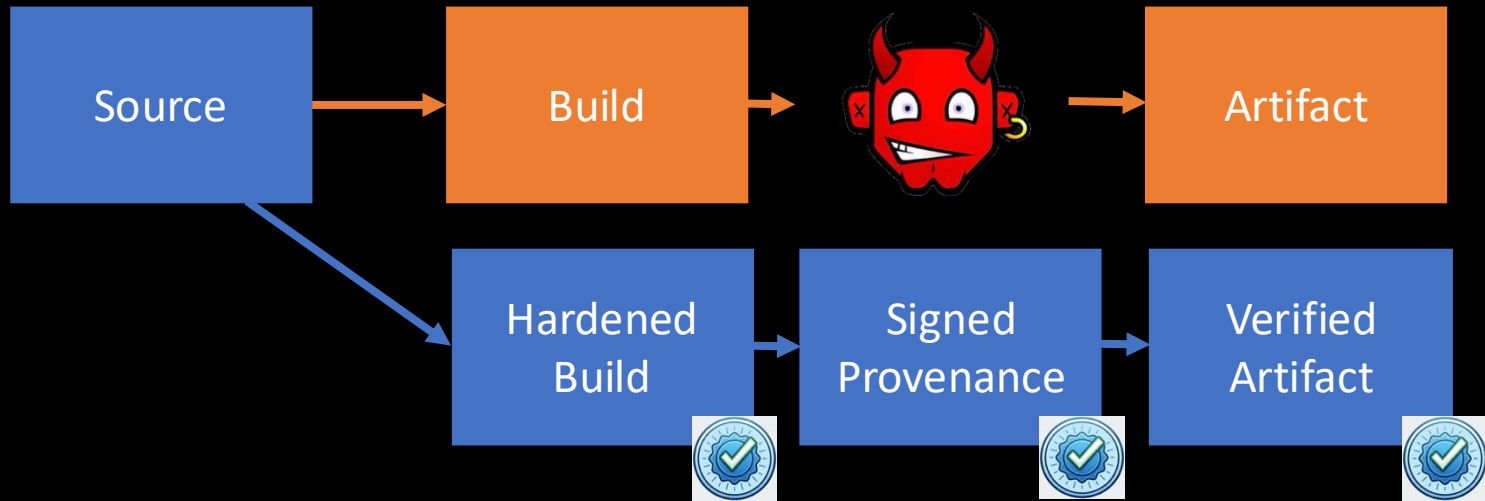 Source
Build
Artifact
Hardened
Build
Signed
Provenance
Verified
Artifact